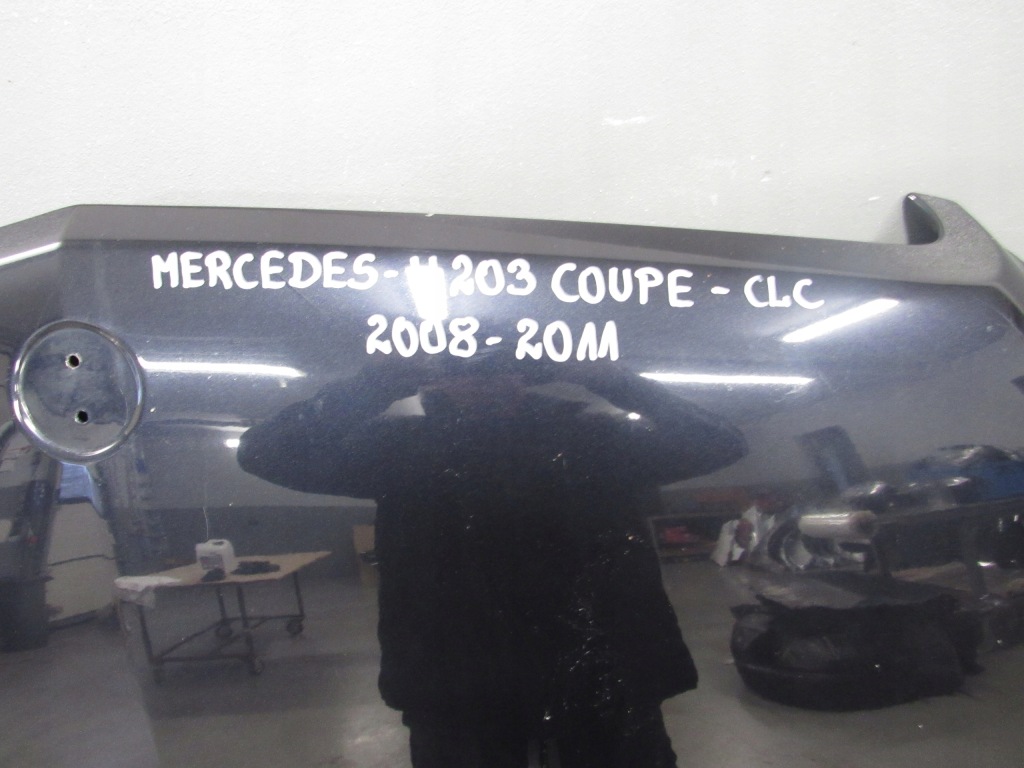 MERCEDES - W203 COUPE - CLC
2008 - 2011